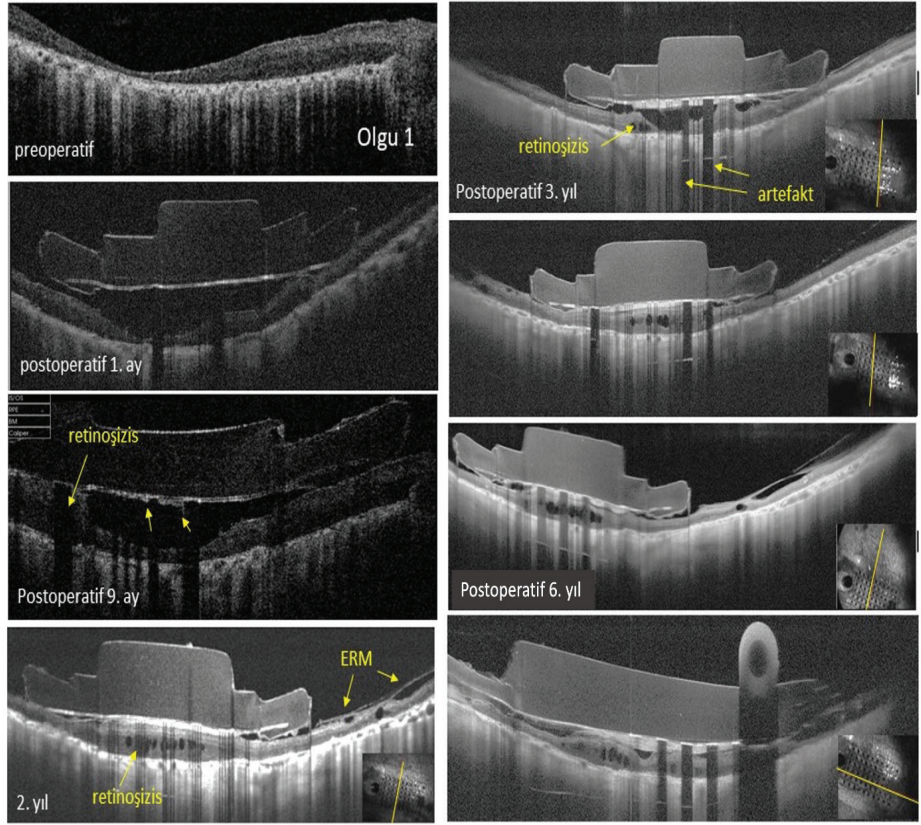 preoperatif
Olgu 1
postoperatif 1. ay
IS/OS
RPE
BM
Caliper
retinoşizis
Postoperatif 9. ay
ERM
retinoşizis
2. yıl
retinoşizis
artefakt
Postoperatif 3. yıl
Postoperatif 6. yıl